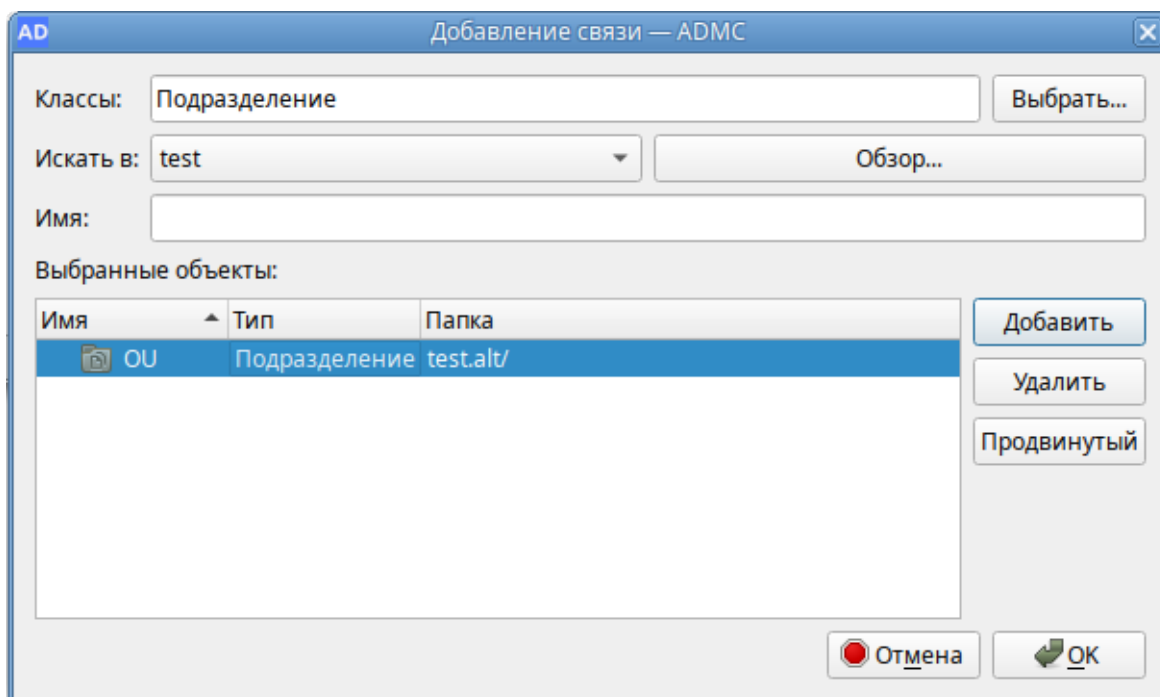 AD Добавление связи — ADMC
Классы: Подразделение Выбрать...
Искать в: test Обзор...
Имя:
Выбранные объекты:
Имя Тип Папка Добавить
OU Подразделение test.alt/
Удалить
Продвинутый
Отмена OK